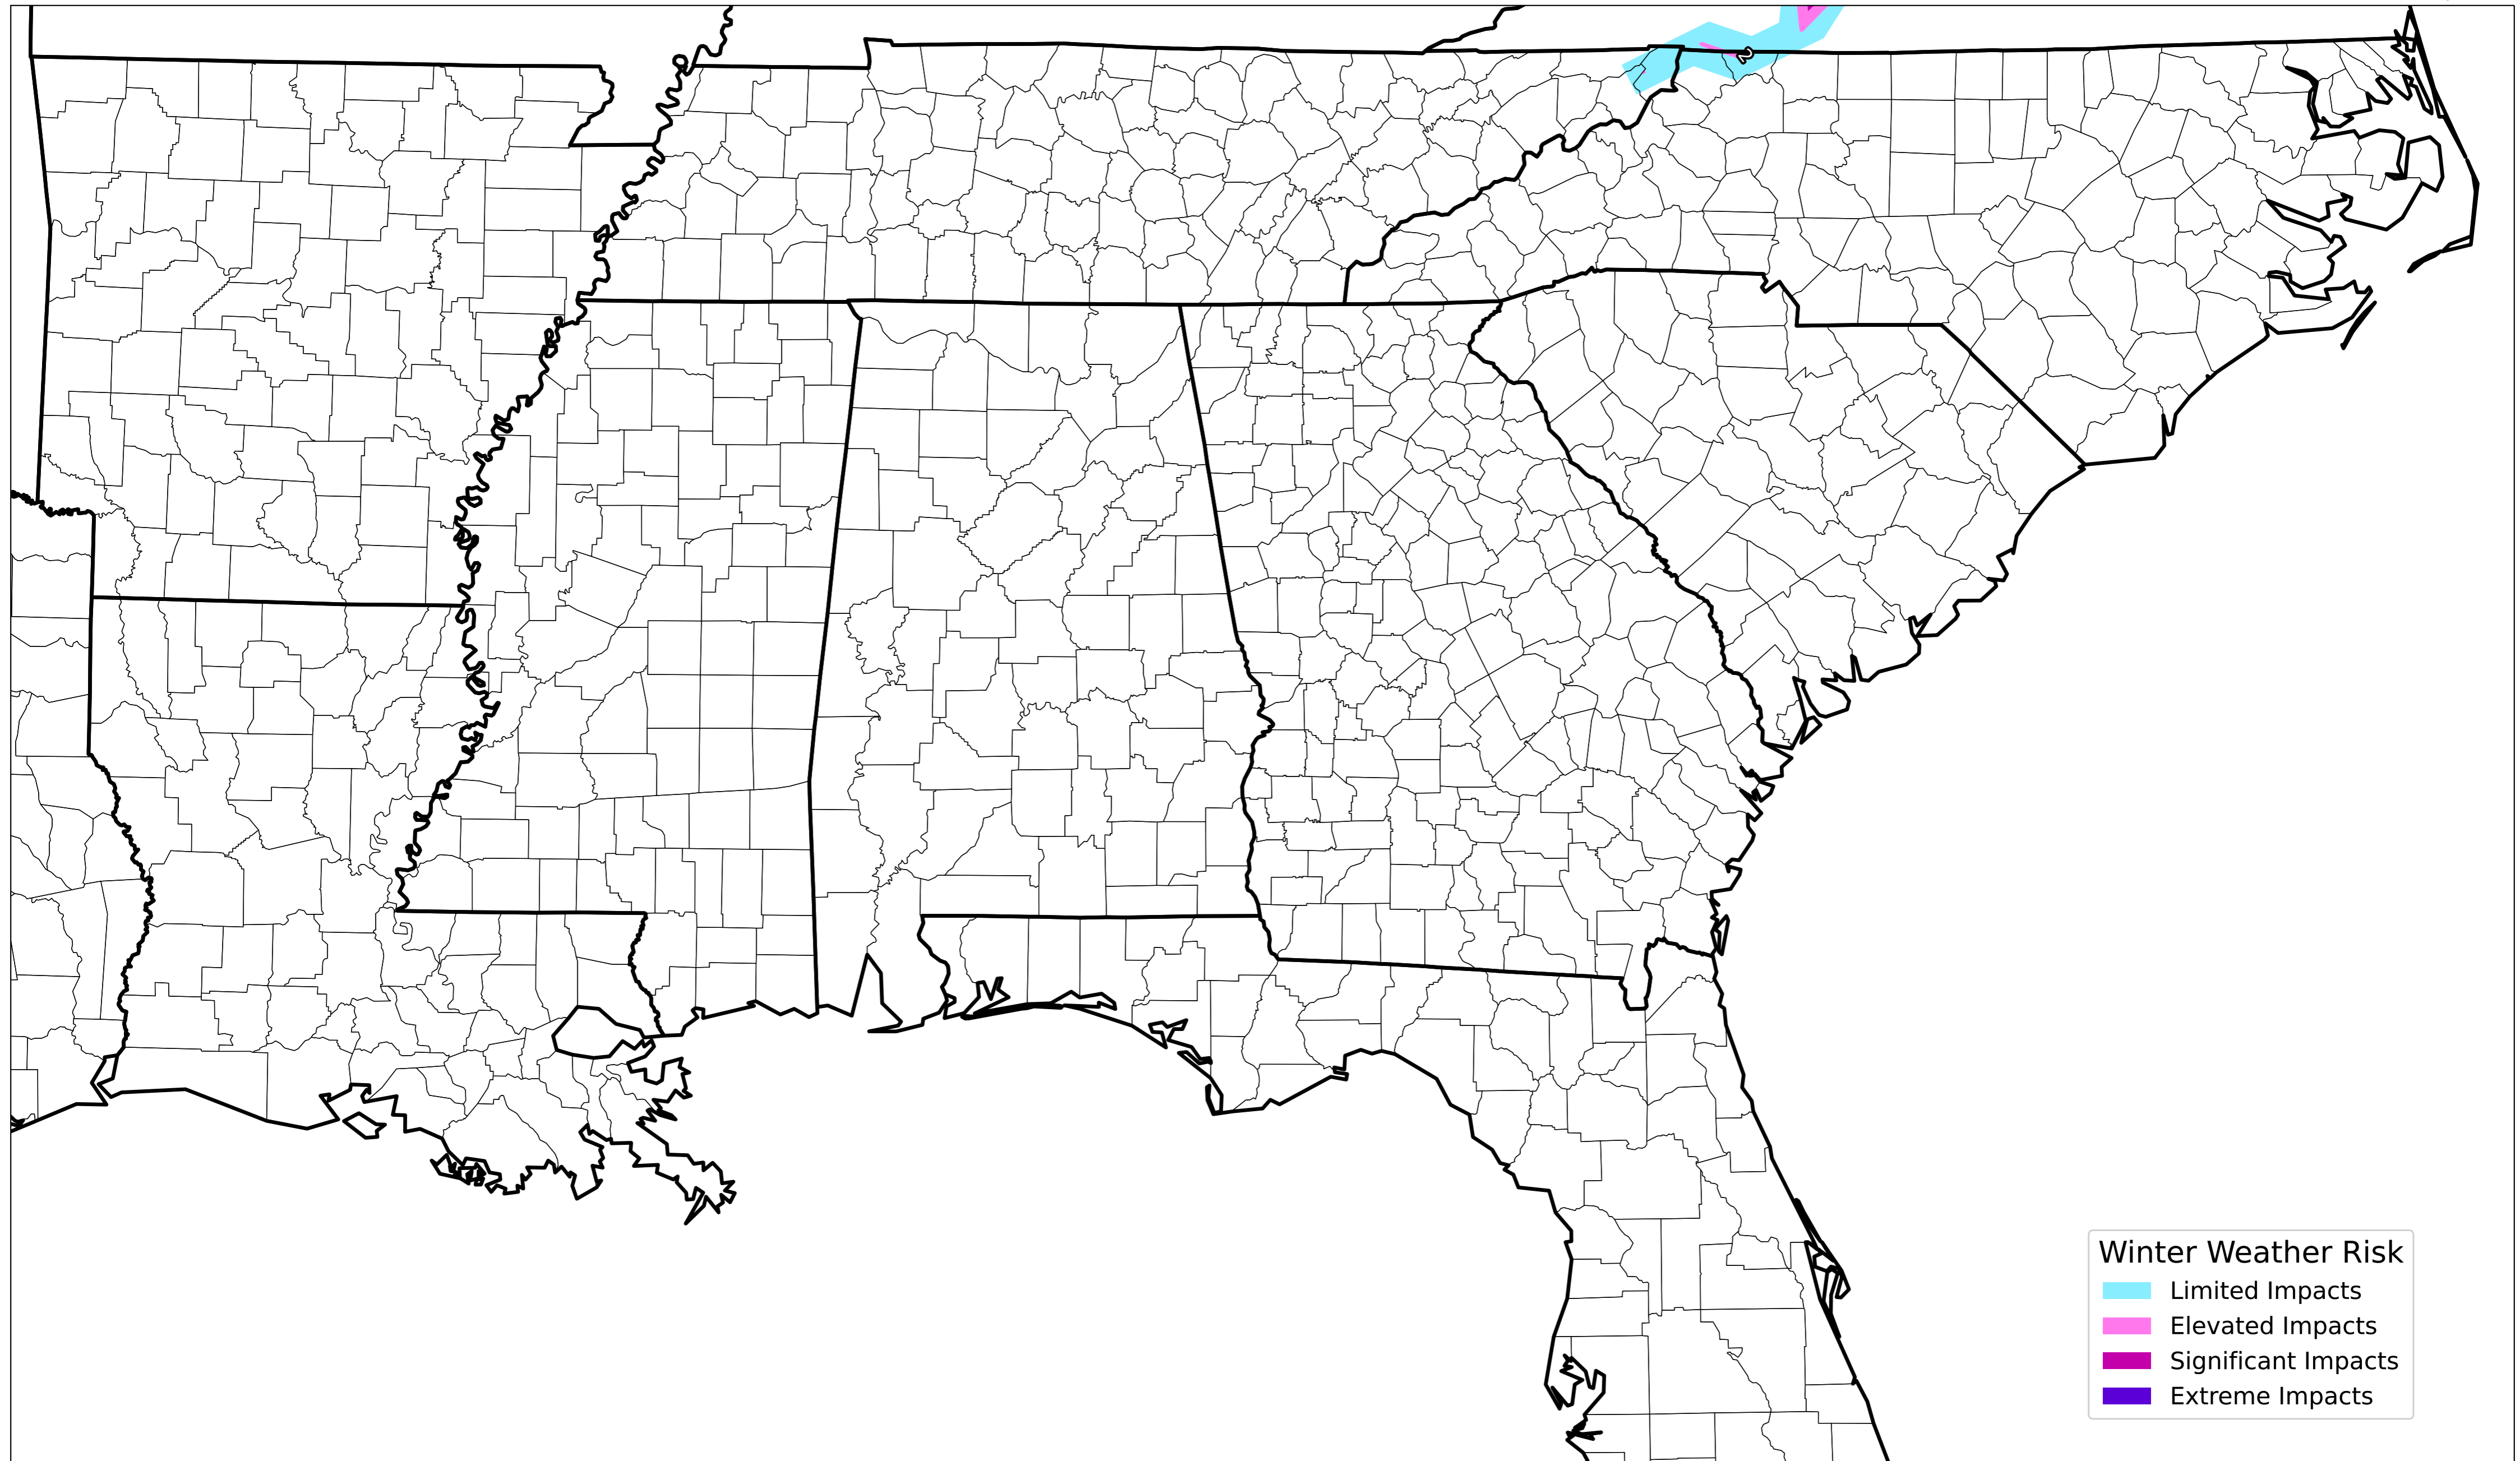 Winter Weather Risk
Limited Impacts
Elevated Impacts
Significant Impacts
Extreme Impacts